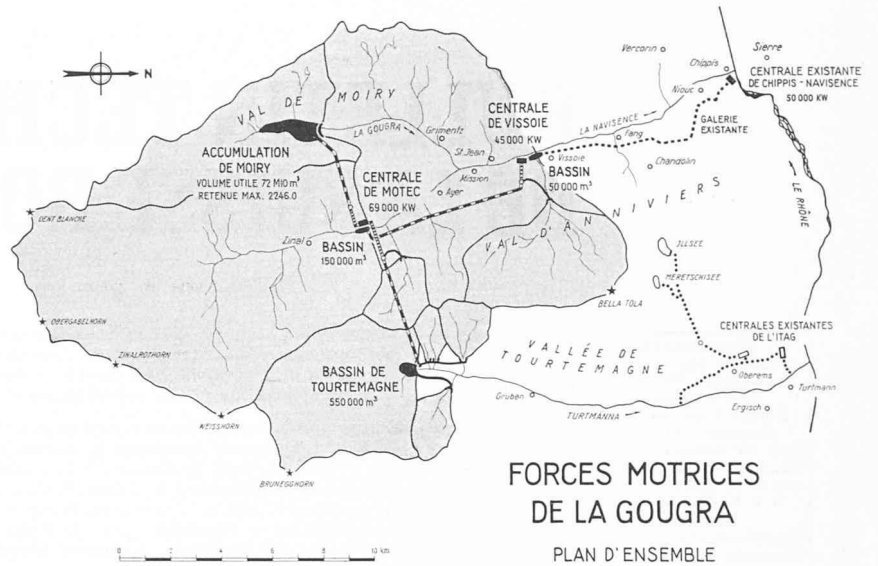 N
VAL DE MOIRY
LA GOUGRA
Grimentz
St. Jean
Mission
Ayer
ACCUMULATION
DE MOIRY
VOLUME UTILE 72 MIO m³
RETENUE MAX. 2246.0
CENTRALE
DE MOTEC
69 000 KW
CENTRALE
DE VISSOIE
45 000 KW
Vercorin
Chippis
Sierre
Niouc
CENTRALE EXISTANTE
DE CHIPPIS - NAVISENCE
50 000 KW
LA NAVISENCE
Fang
GALERIE
EXISTANTE
Vissoie
BASSIN
50 000 m³
Chandolin
LE RHÔNE
VAL D'ANNIVIERS
DENT BLANCHE
Zinal
BASSIN
150 000 m³
ILLSEE
MERETSCHISEE
BELLA TOLA
OBERGABELHORN
ZINALROTHORN
CENTRALES EXISTANTES
DE L'ITAG
VALLÉE DE
TOURTEMAGNE
BASSIN DE
TOURTEMAGNE
550 000 m³
Oberems
Turtmann
Gruben
TURTMANNA
Ergisch
WEISSHORN
BRUNEGGHORN
FORCES MOTRICES
DE LA GOUGRA
PLAN D'ENSEMBLE
0 2 4 6 8 10 km